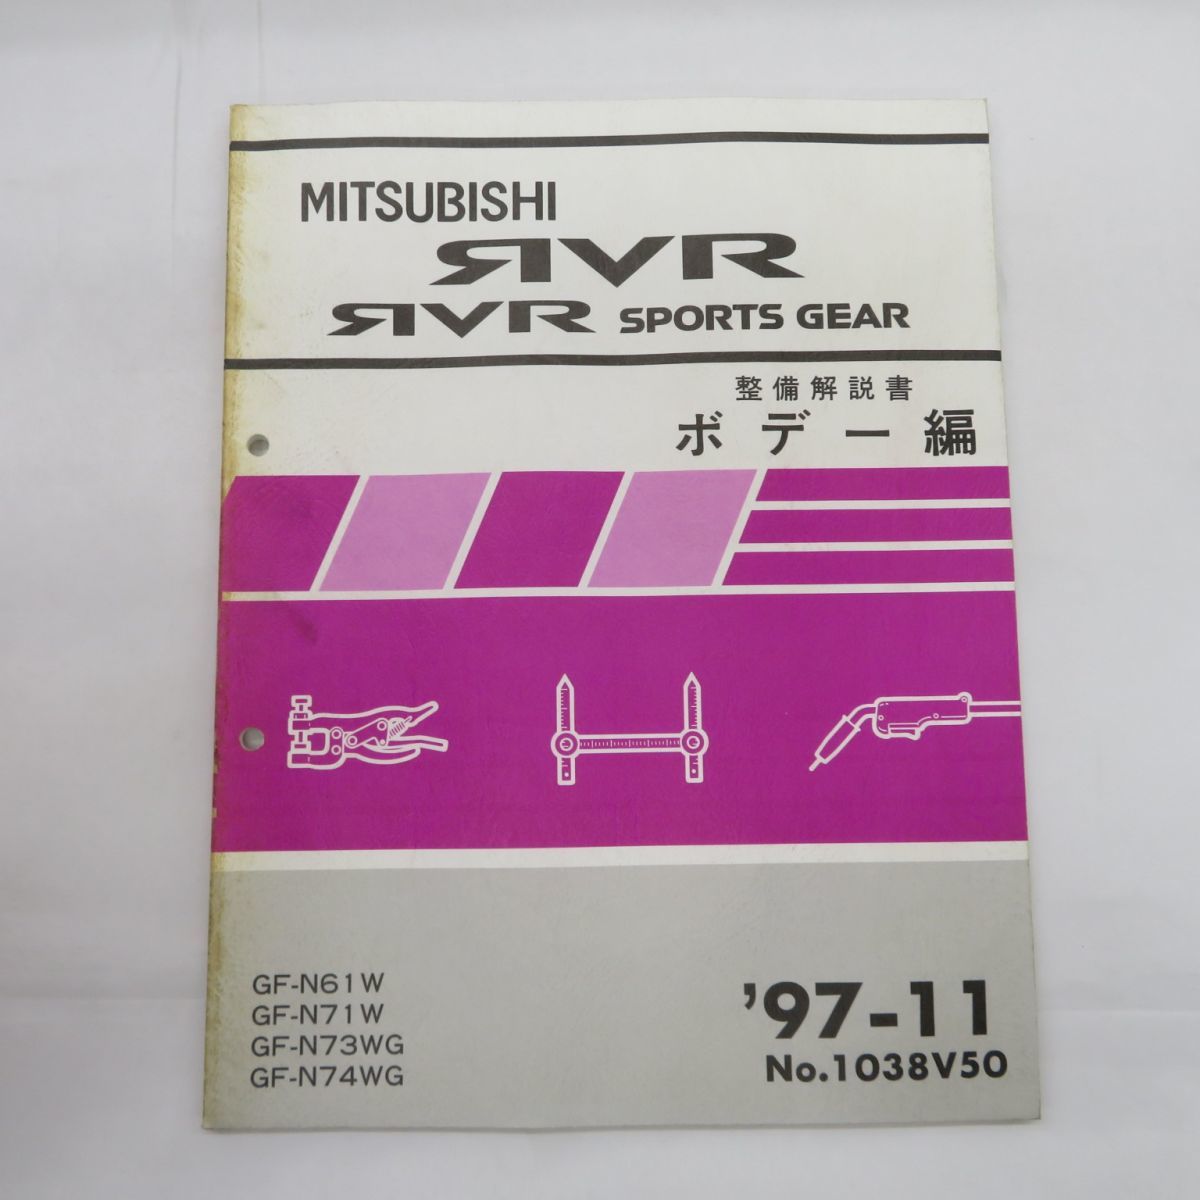 MITSUBISHI
RVR
RVR SPORTS GEAR
整備解説書
ボデー編
GF-N61W
GF-N71W
GF-N73WG
GF-N74WG
'97-11
No.1038V50